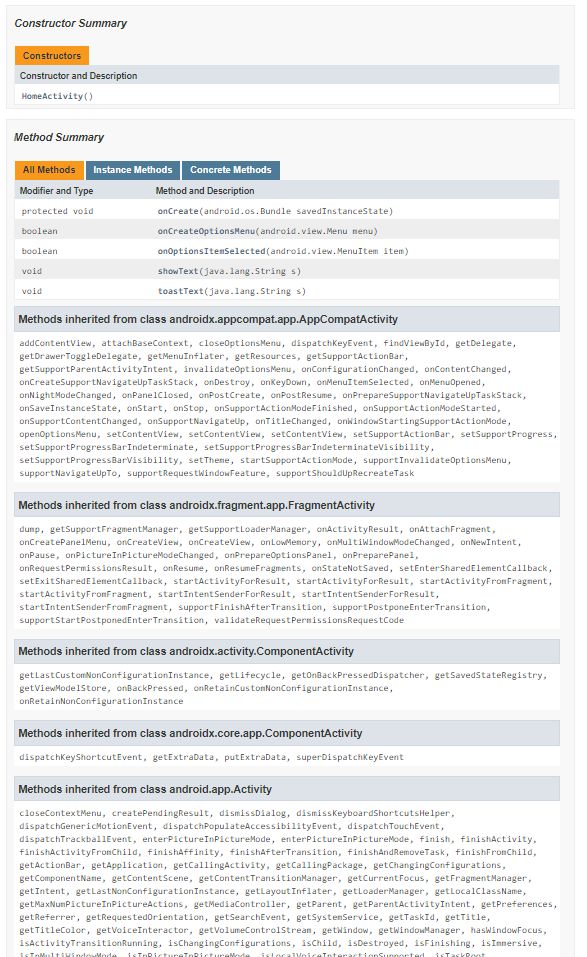 Constructor Summary
Constructors
Constructor and Description
HomeActivity()
Method Summary
All Methods Instance Methods Concrete Methods
Modifier and Type Method and Description
protected void onCreate(android.os.Bundle savedInstanceState)
boolean onCreateOptionsMenu(android.view.Menu menu)
boolean onOptionsItemSelected(android.view.MenuItem item)
void showText(java.lang.String s)
void toastText(java.lang.String s)
Methods inherited from class androidx.appcompat.app.AppCompatActivity
addContentView, attachBaseContext, closeOptionsMenu, dispatchKeyEvent, findViewById, getDelegate,
getDrawerToggleDelegate, getMenuInflater, getResources, getSupportActionBar,
getSupportParentActivityIntent, invalidateOptionsMenu, onConfigurationChanged, onContentChanged,
onCreateSupportNavigateUpTaskStack, onDestroy, onKeyDown, onMenuItemSelected, onMenuOpened,
onNightModeChanged, onPanelClosed, onPostCreate, onPostResume, onPrepareSupportNavigateUpTaskStack,
onSaveInstanceState, onStart, onStop, onSupportActionModeFinished, onSupportActionModeStarted,
onSupportContentChanged, onSupportNavigateUp, onTitleChanged, onWindowStartingSupportActionMode,
openOptionsMenu, setContentView, setContentView, setContentView, setSupportActionBar, setSupportProgress,
setSupportProgressBarIndeterminate, setSupportProgressBarIndeterminateVisibility,
setSupportProgressBarVisibility, setTheme, startSupportActionMode, supportInvalidateOptionsMenu,
supportNavigateUpTo, supportRequestWindowFeature, supportShouldUpRecreateTask
Methods inherited from class androidx.fragment.app.FragmentActivity
dump, getSupportFragmentManager, getSupportLoaderManager, onActivityResult, onAttachFragment,
onCreatePanelMenu, onCreateView, onCreateView, onLowMemory, onMultiWindowModeChanged, onNewIntent,
onPause, onPictureInPictureModeChanged, onPrepareOptionsPanel, onPreparePanel,
onRequestPermissionsResult, onResume, onResumeFragments, onStateNotSaved, setEnterSharedElementCallback,
setExitSharedElementCallback, startActivityForResult, startActivityForResult, startActivityFromFragment,
startActivityFromFragment, startIntentSenderForResult, startIntentSenderForResult,
startIntentSenderFromFragment, supportFinishAfterTransition, supportPostponeEnterTransition,
supportStartPostponedEnterTransition, validateRequestPermissionsRequestCode
Methods inherited from class androidx.activity.ComponentActivity
getLastCustomNonConfigurationInstance, getLifecycle, getOnBackPressedDispatcher, getSavedStateRegistry,
getViewModelStore, onBackPressed, onRetainCustomNonConfigurationInstance,
onRetainNonConfigurationInstance
Methods inherited from class androidx.core.app.ComponentActivity
dispatchKeyShortcutEvent, getExtraData, putExtraData, superDispatchKeyEvent
Methods inherited from class android.app.Activity
closeContextMenu, createPendingResult, dismissDialog, dismissKeyboardShortcutsHelper,
dispatchGenericMotionEvent, dispatchPopulateAccessibilityEvent, dispatchTouchEvent,
dispatchTrackballEvent, enterPictureInPictureMode, enterPictureInPictureMode, finish, finishActivity,
finishActivityFromChild, finishAffinity, finishAfterTransition, finishAndRemoveTask, finishFromChild,
getActionBar, getApplication, getCallingActivity, getCallingPackage, getChangingConfigurations,
getComponentName, getContentScene, getContentTransitionManager, getCurrentFocus, getFragmentManager,
getIntent, getLastNonConfigurationInstance, getLayoutInflater, getLoaderManager, getLocalClassName,
getMaxNumPictureInPictureActions, getMediaController, getParent, getParentActivityIntent, getPreferences,
getReferrer, getRequestedOrientation, getSearchEvent, getSystemService, getTaskId, getTitle,
getTitleColor, getVoiceInteractor, getVolumeControlStream, getWindow, getWindowManager, hasWindowFocus,
isActivityTransitionRunning, isChangingConfigurations, isChild, isDestroyed, isFinishing, isImmersive,
isInMultiWindowMode, isInPictureInPictureMode, isLocalVoiceInteractionSupported, isTaskRoot,